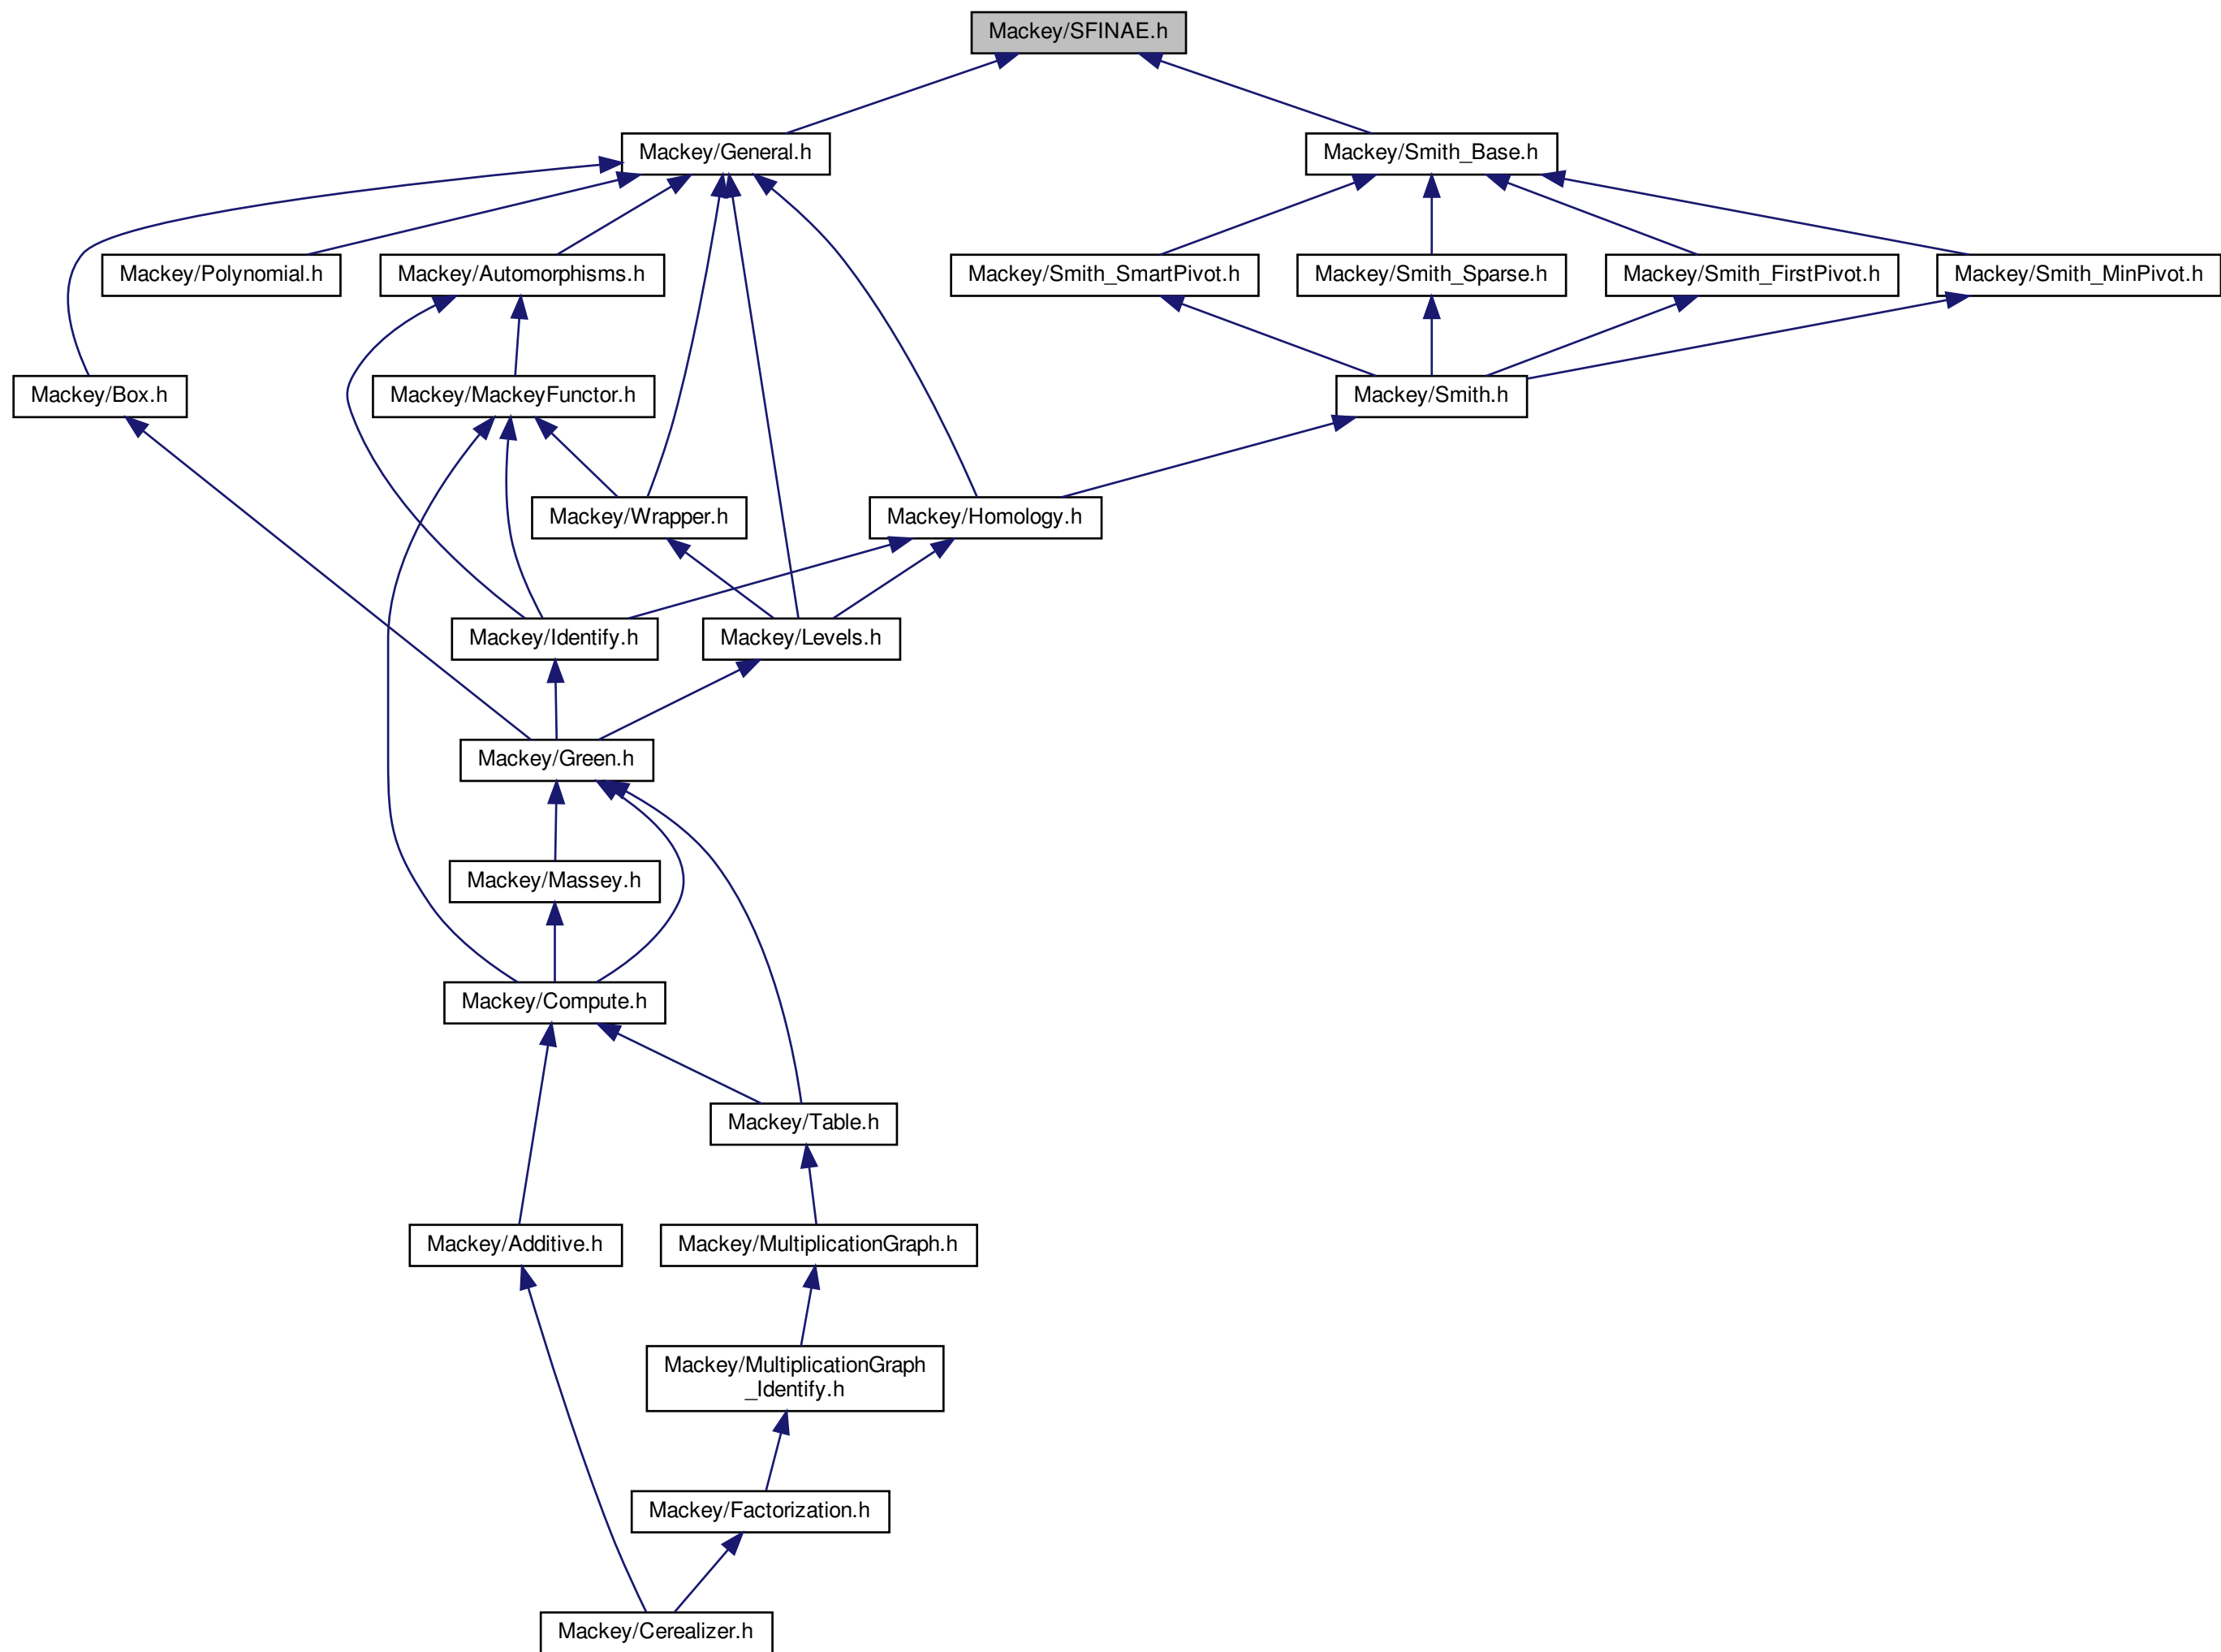 Mackey/SFINAE.h
Mackey/General.h
Mackey/Smith_Base.h
Mackey/Polynomial.h
Mackey/Automorphisms.h
Mackey/Smith_SmartPivot.h
Mackey/Smith_Sparse.h
Mackey/Smith_FirstPivot.h
Mackey/Smith_MinPivot.h
Mackey/Box.h
Mackey/MackeyFunctor.h
Mackey/Smith.h
Mackey/Wrapper.h
Mackey/Homology.h
Mackey/Identify.h
Mackey/Levels.h
Mackey/Green.h
Mackey/Massey.h
Mackey/Compute.h
Mackey/Table.h
Mackey/Additive.h
Mackey/MultiplicationGraph.h
Mackey/MultiplicationGraph
_Identify.h
Mackey/Factorization.h
Mackey/Cerealizer.h